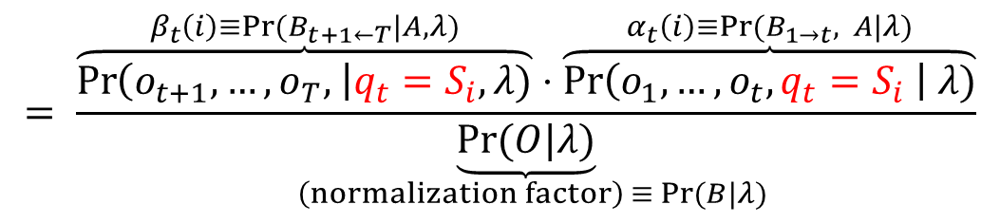 β_t(i)≡Pr(B_{t+1←T}|A,λ) α_t(i)≡Pr(B_{1→t}, A|λ)
= Pr(o_{t+1}, … , o_T, |q_t = S_i, λ) · Pr(o_1, … , o_t, q_t = S_i | λ)
Pr(O|λ)
(normalization factor) ≡ Pr(B|λ)